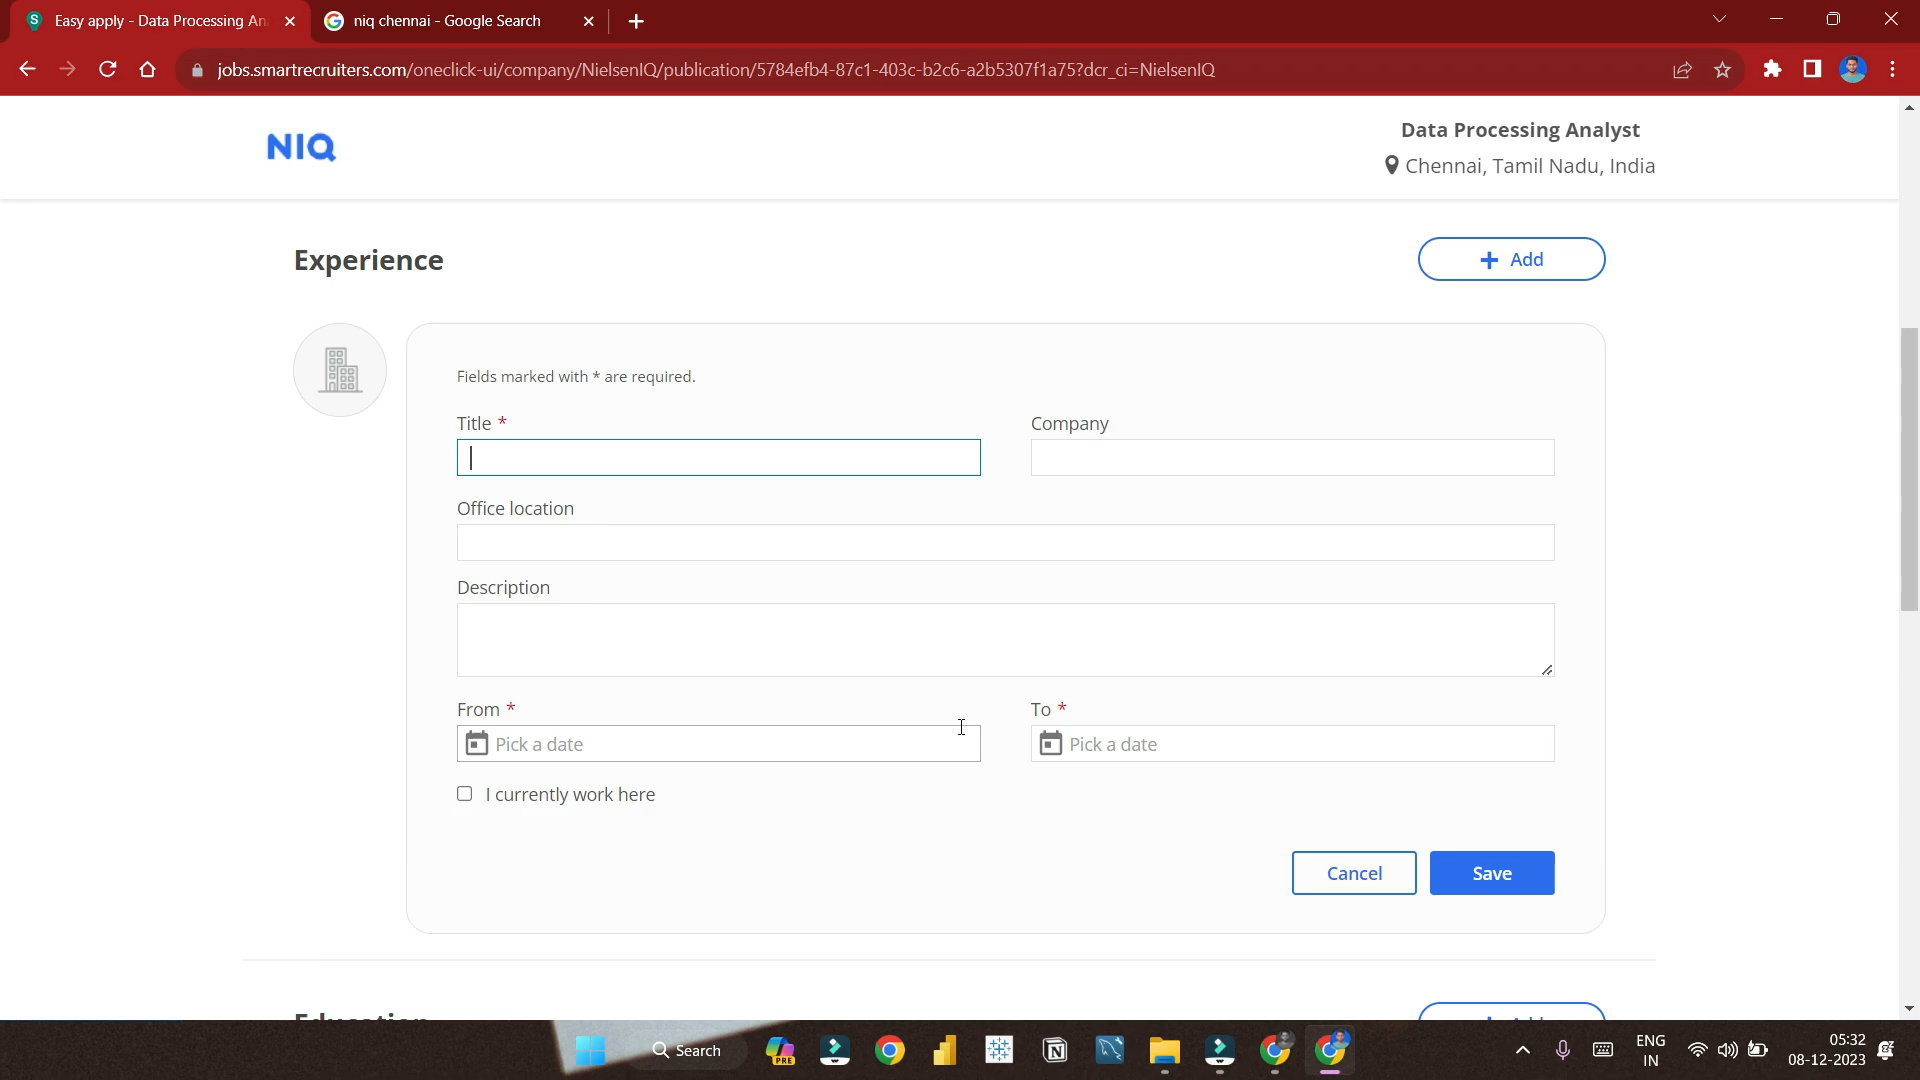 Easy apply - Data Processing An
niq chennai - Google Search
jobs.smartrecruiters.com/oneclick-ui/company/NielsenIQ/publication/5784efb4-87c1-403c-b2c6-a2b5307f1a75?dcr_ci=NielsenIQ
NIQ
Data Processing Analyst
Chennai, Tamil Nadu, India
Experience
+ Add
Fields marked with * are required.
Title *
Company
Office location
Description
From *
To *
Pick a date
Pick a date
I currently work here
Cancel
Save
Search
PRE
ENG
IN
05:32
08-12-2023